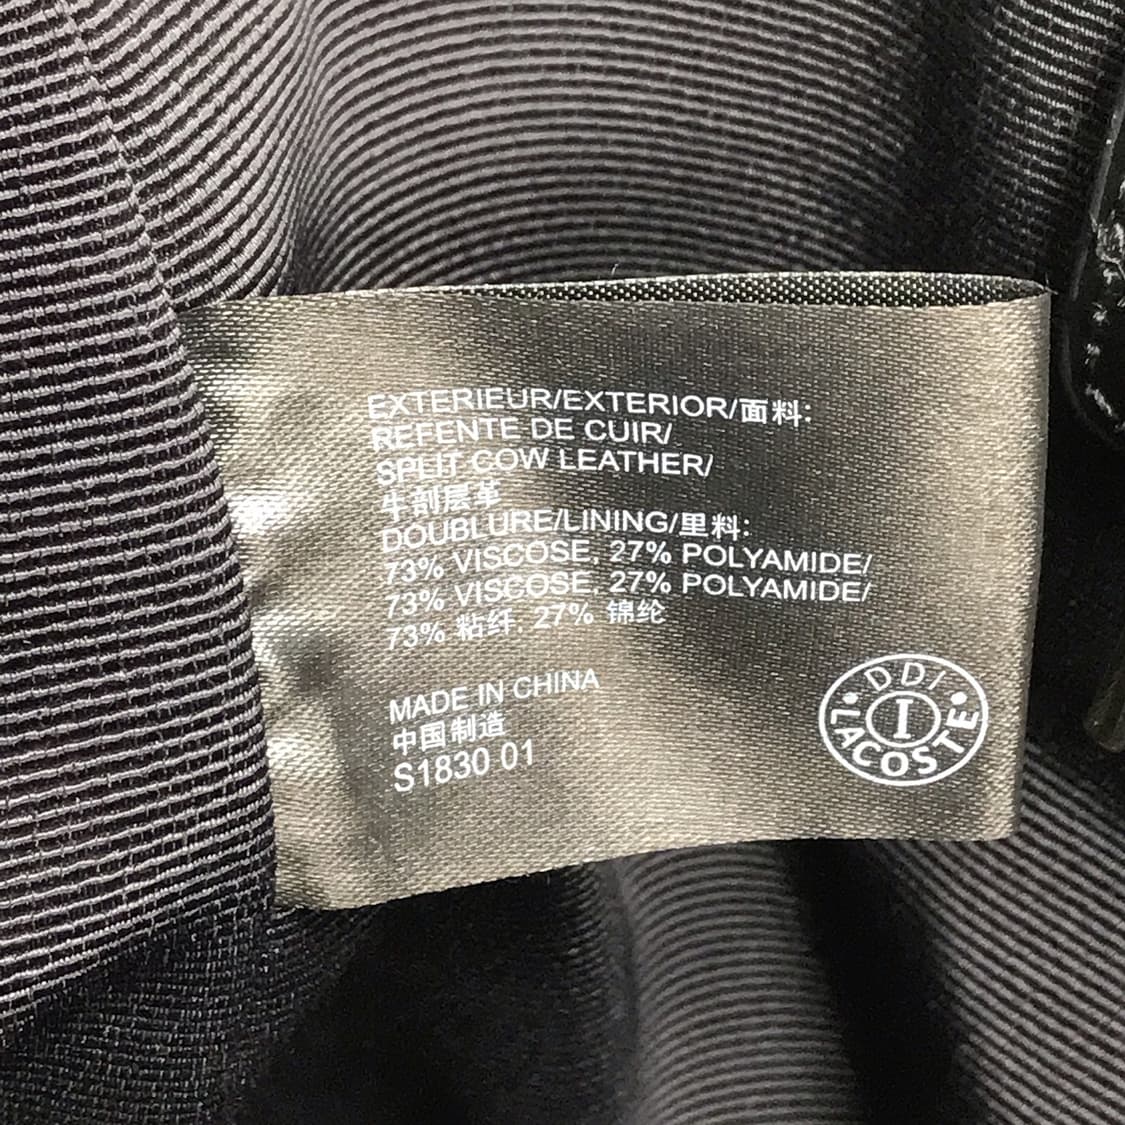 EXTERIEUR/EXTERIOR/面料:
REFENTE DE CUIR/
SPLIT COW LEATHER/
牛剖层革
DOUBLURE/LINING/里料:
73% VISCOSE, 27% POLYAMIDE/
73% VISCOSE, 27% POLYAMIDE/
73% 粘纤, 27% 锦纶
MADE IN CHINA
中国制造
S1830 01
DDI
I
LACOSTE